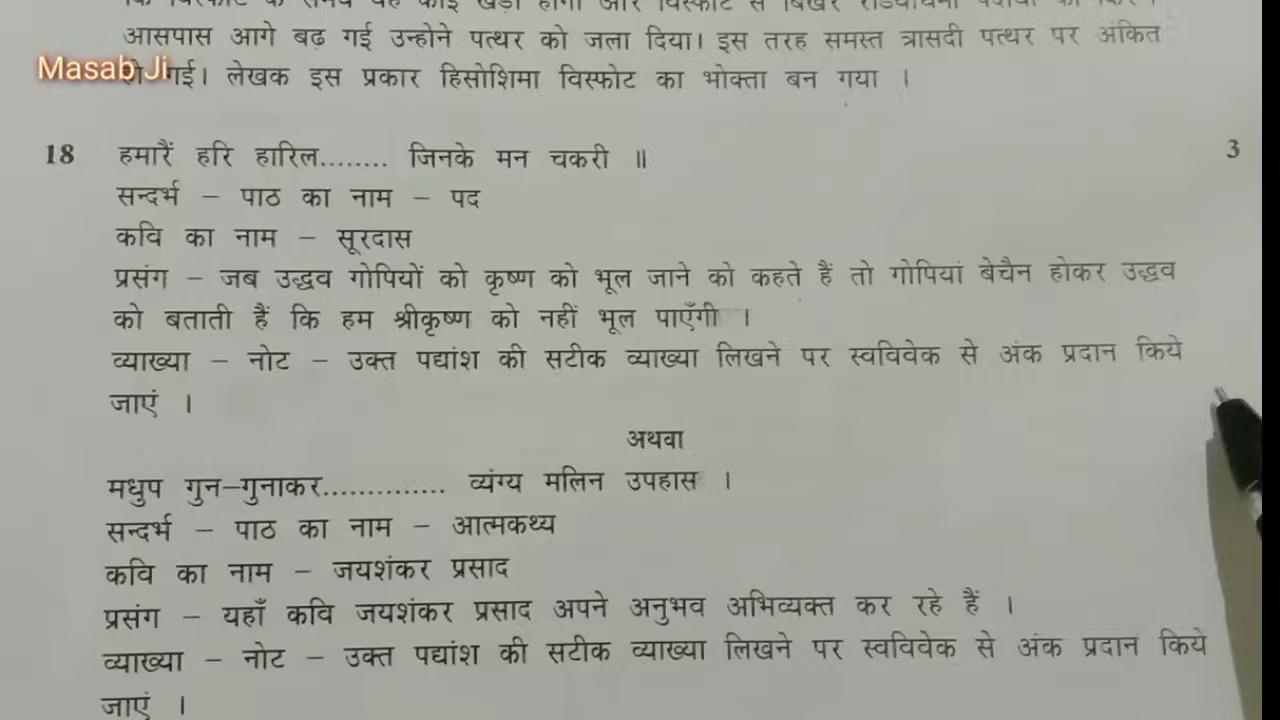 आसपास आगे बढ़ गई उन्होने पत्थर को जला दिया। इस तरह समस्त त्रासदी पत्थर पर अंकित
Masab Ji
गई। लेखक इस प्रकार हिसोशिमा विस्फोट का भोक्ता बन गया ।
18 हमारैं हरि हारिल........ जिनके मन चकरी ॥ 3
सन्दर्भ – पाठ का नाम – पद
कवि का नाम – सूरदास
प्रसंग – जब उद्धव गोपियों को कृष्ण को भूल जाने को कहते हैं तो गोपियां बेचैन होकर उद्धव
को बताती हैं कि हम श्रीकृष्ण को नहीं भूल पाएँगी ।
व्याख्या – नोट – उक्त पद्यांश की सटीक व्याख्या लिखने पर स्वविवेक से अंक प्रदान किये
जाएं ।
अथवा
मधुप गुन-गुनाकर.............. व्यंग्य मलिन उपहास ।
सन्दर्भ – पाठ का नाम – आत्मकथ्य
कवि का नाम – जयशंकर प्रसाद
प्रसंग – यहाँ कवि जयशंकर प्रसाद अपने अनुभव अभिव्यक्त कर रहे हैं ।
व्याख्या – नोट – उक्त पद्यांश की सटीक व्याख्या लिखने पर स्वविवेक से अंक प्रदान किये
जाएं ।